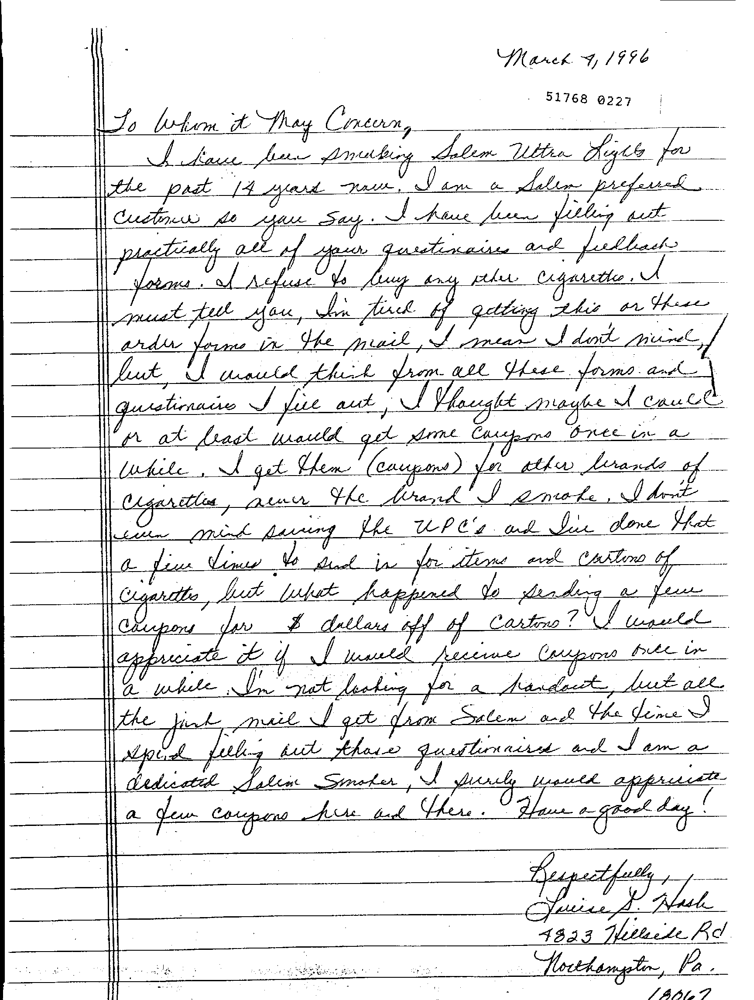 March 4, 1996
51768 0227
To Whom it May Concern,
I have been smoking Salem Ultra Lights for
the past 14 years now. I am a Salem preferred
customer so you say. I have been filling out
practically all of your questinaires and feedback
forms. I refuse to buy any other cigarettes. I
must tell you, I'm tired of getting this or these
order forms in the mail, I mean I don't mind,
but, I would think from all these forms and
questionaires I fill out, I thought maybe I could
or at least would get some coupons once in a
while. I get them (coupons) for other brands of
cigarettes, never the brand I smoke. I don't
even mind saving the UPC's and I've done that
a few times to send in for items and cartons of
cigarettes, but what happened to sending a few
coupons for $ dollars off of cartons? I would
appriciate it if I would receive coupons once in
a while. I'm not looking for a handout, but all
the junk mail I get from Salem and the time I
spend filling out those questionnaires and I am a
dedicated Salem Smoker, I surely would appriciate
a few coupons here and there. Have a good day!
Respectfully,
Louise S. Hash
4823 Hillside Rd
Northampton, Pa.
18067